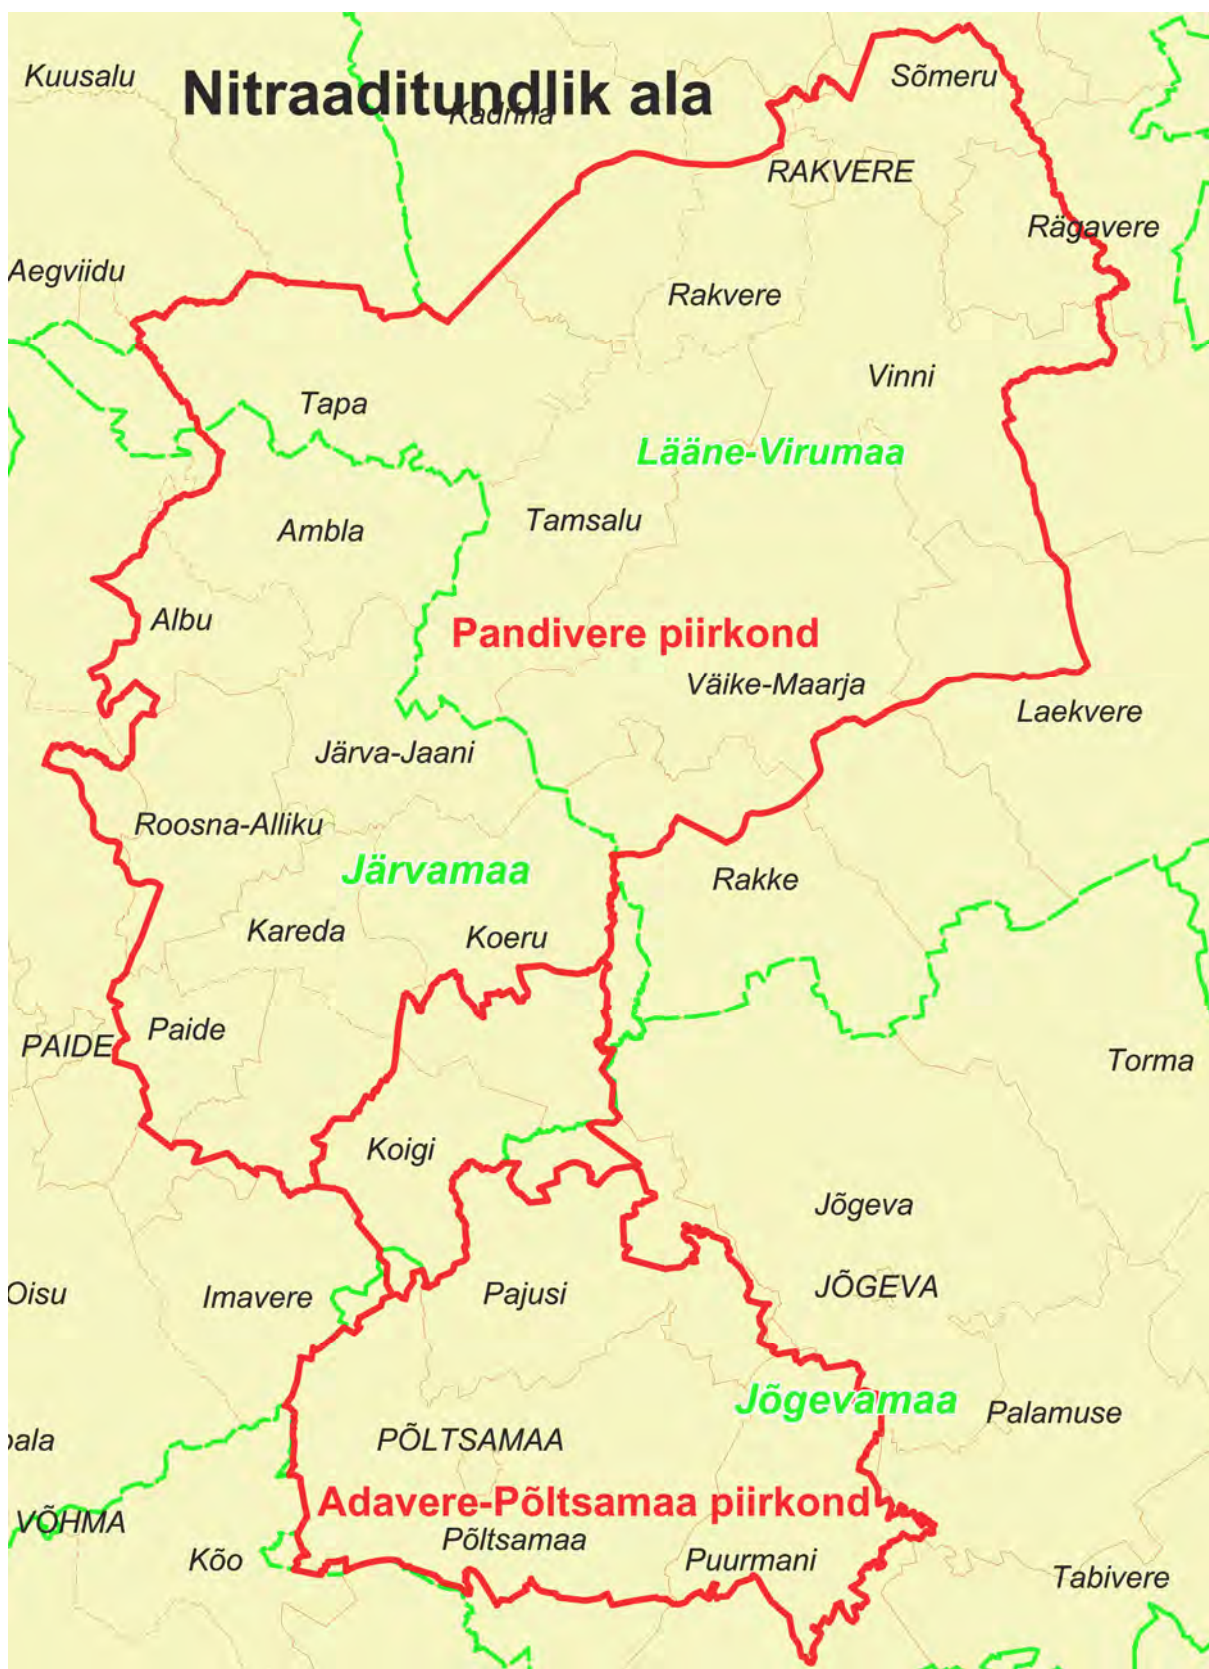 Kuusalu
Nitraaditundlik ala
Sõmeru
Kadrina
RAKVERE
Rägavere
Aegviidu
Rakvere
Vinni
Tapa
Lääne-Virumaa
Tamsalu
Ambla
Albu
Pandivere piirkond
Väike-Maarja
Laekvere
Järva-Jaani
Roosna-Alliku
Järvamaa
Rakke
Kareda
Koeru
Paide
PAIDE
Torma
Koigi
Jõgeva
Oisu
Imavere
Pajusi
JÕGEVA
Jõgevamaa
Palamuse
PÕLTSAMAA
pala
Adavere-Põltsamaa piirkond
VÕHMA
Põltsamaa
Kõo
Puurmani
Tabivere